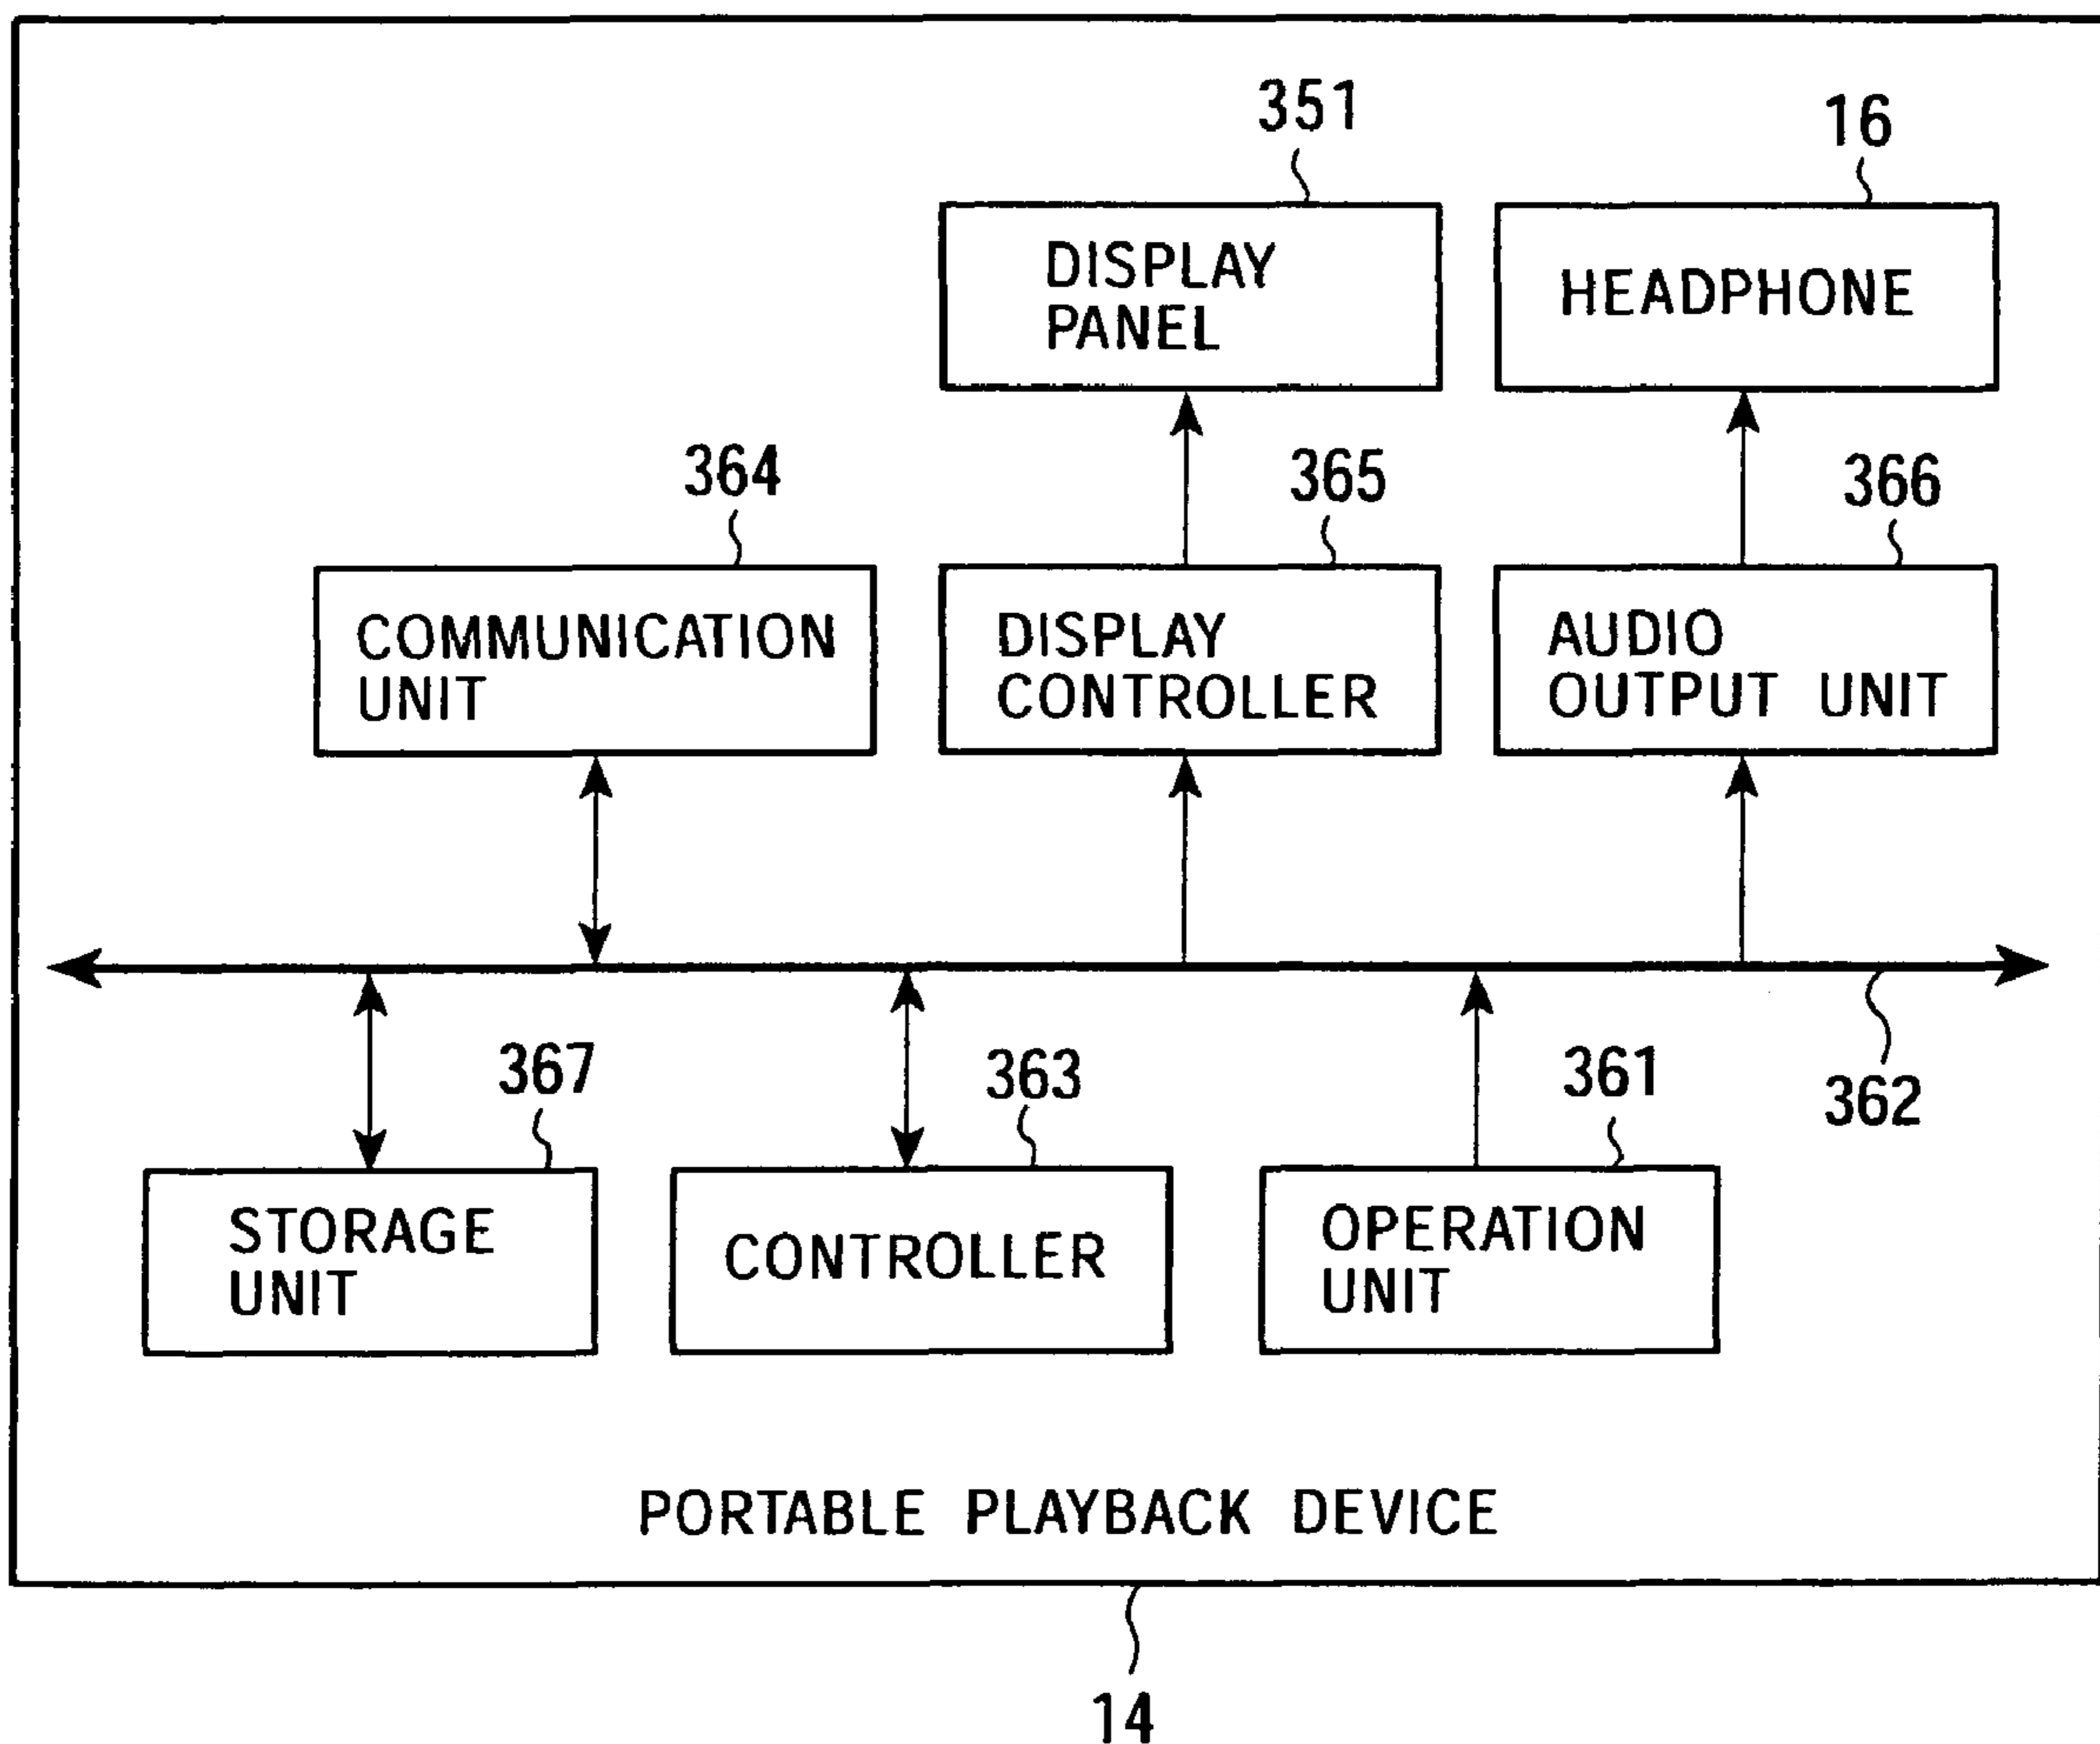 351
16
DISPLAY
PANEL
HEADPHONE
364
365
366
COMMUNICATION
UNIT
DISPLAY
CONTROLLER
AUDIO
OUTPUT UNIT
367
363
361
362
STORAGE
UNIT
CONTROLLER
OPERATION
UNIT
PORTABLE PLAYBACK DEVICE
14